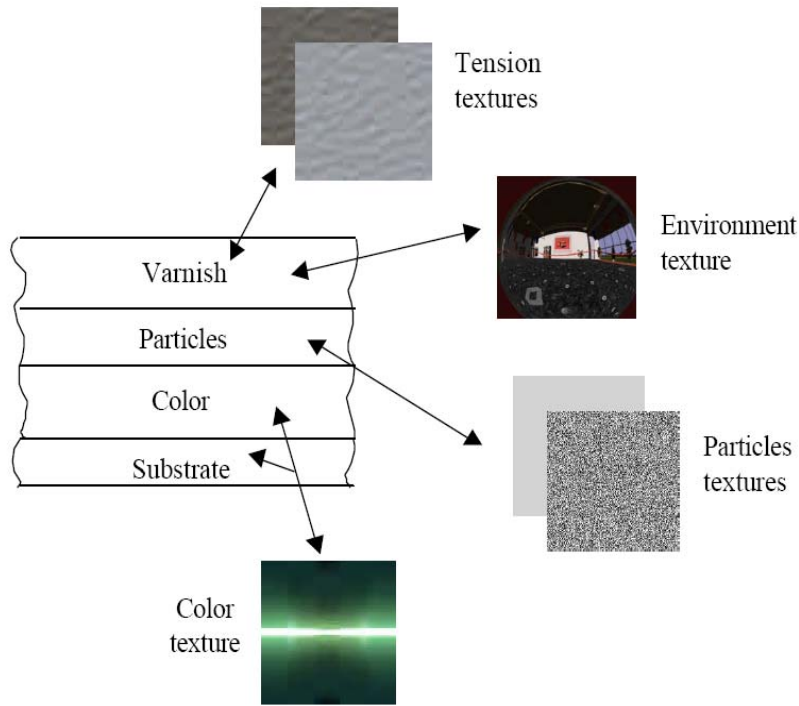 Tension
textures
Environment
texture
Varnish
Particles
Color
Substrate
Particles
textures
Color
texture